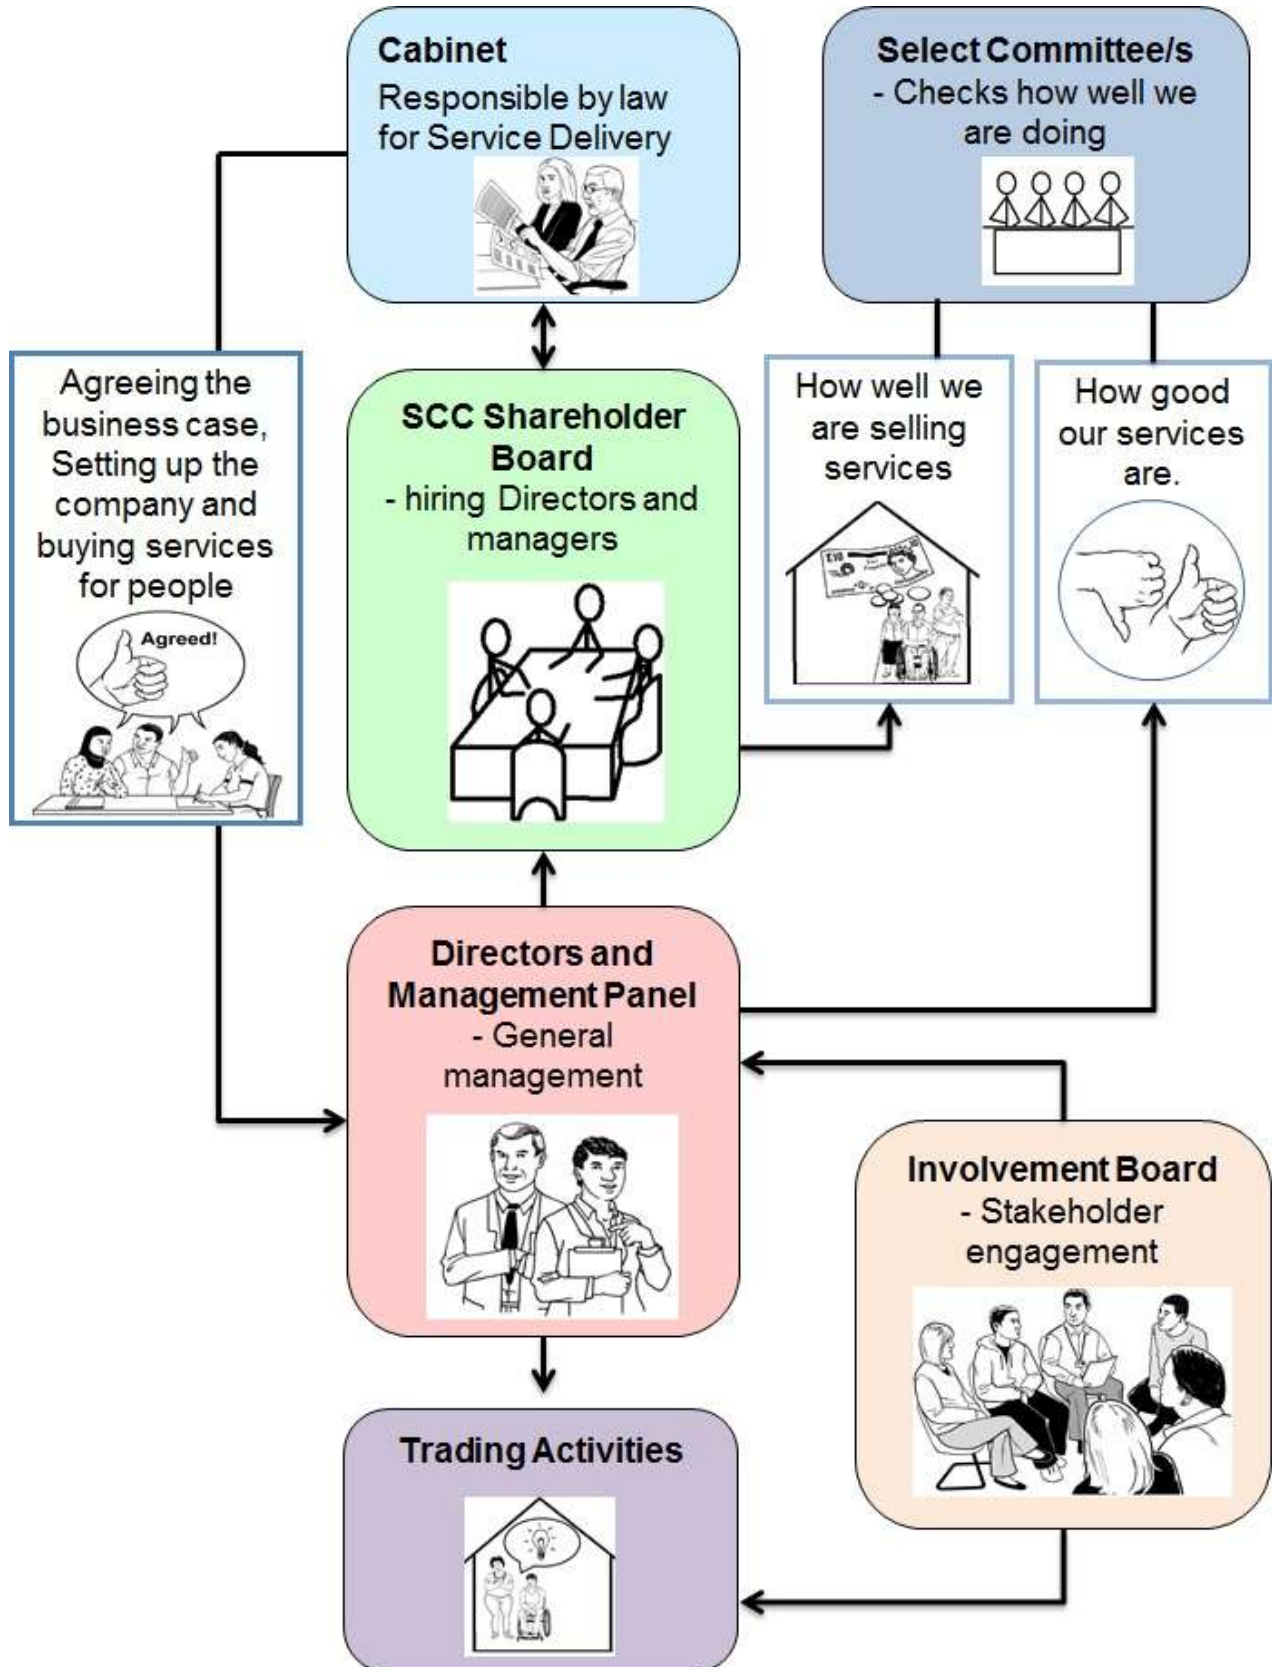 Cabinet
Responsible by law
for Service Delivery
Select Committee/s
- Checks how well we
are doing
Agreeing the
business case,
Setting up the
company and
buying services
for people
Agreed!
SCC Shareholder
Board
- hiring Directors and
managers
How well we
are selling
services
£10
How good
our services
are.
Directors and
Management Panel
- General
management
Involvement Board
- Stakeholder
engagement
Trading Activities